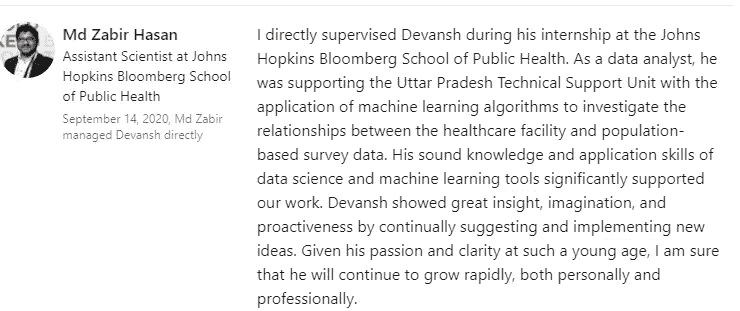 Md Zabir Hasan
Assistant Scientist at Johns
Hopkins Bloomberg School
of Public Health
September 14, 2020, Md Zabir
managed Devansh directly
I directly supervised Devansh during his internship at the Johns
Hopkins Bloomberg School of Public Health. As a data analyst, he
was supporting the Uttar Pradesh Technical Support Unit with the
application of machine learning algorithms to investigate the
relationships between the healthcare facility and population-
based survey data. His sound knowledge and application skills of
data science and machine learning tools significantly supported
our work. Devansh showed great insight, imagination, and
proactiveness by continually suggesting and implementing new
ideas. Given his passion and clarity at such a young age, I am sure
that he will continue to grow rapidly, both personally and
professionally.